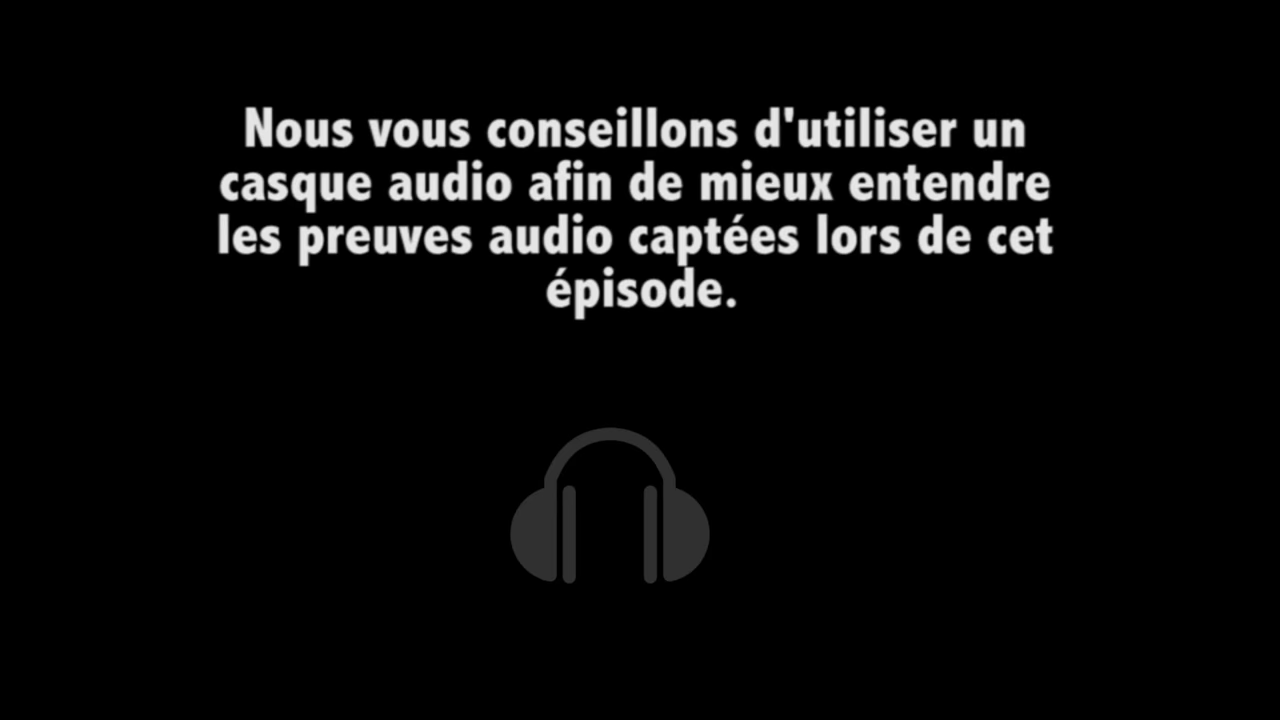 Nous vous conseillons d'utiliser un
casque audio afin de mieux entendre
les preuves audio captées lors de cet
épisode.